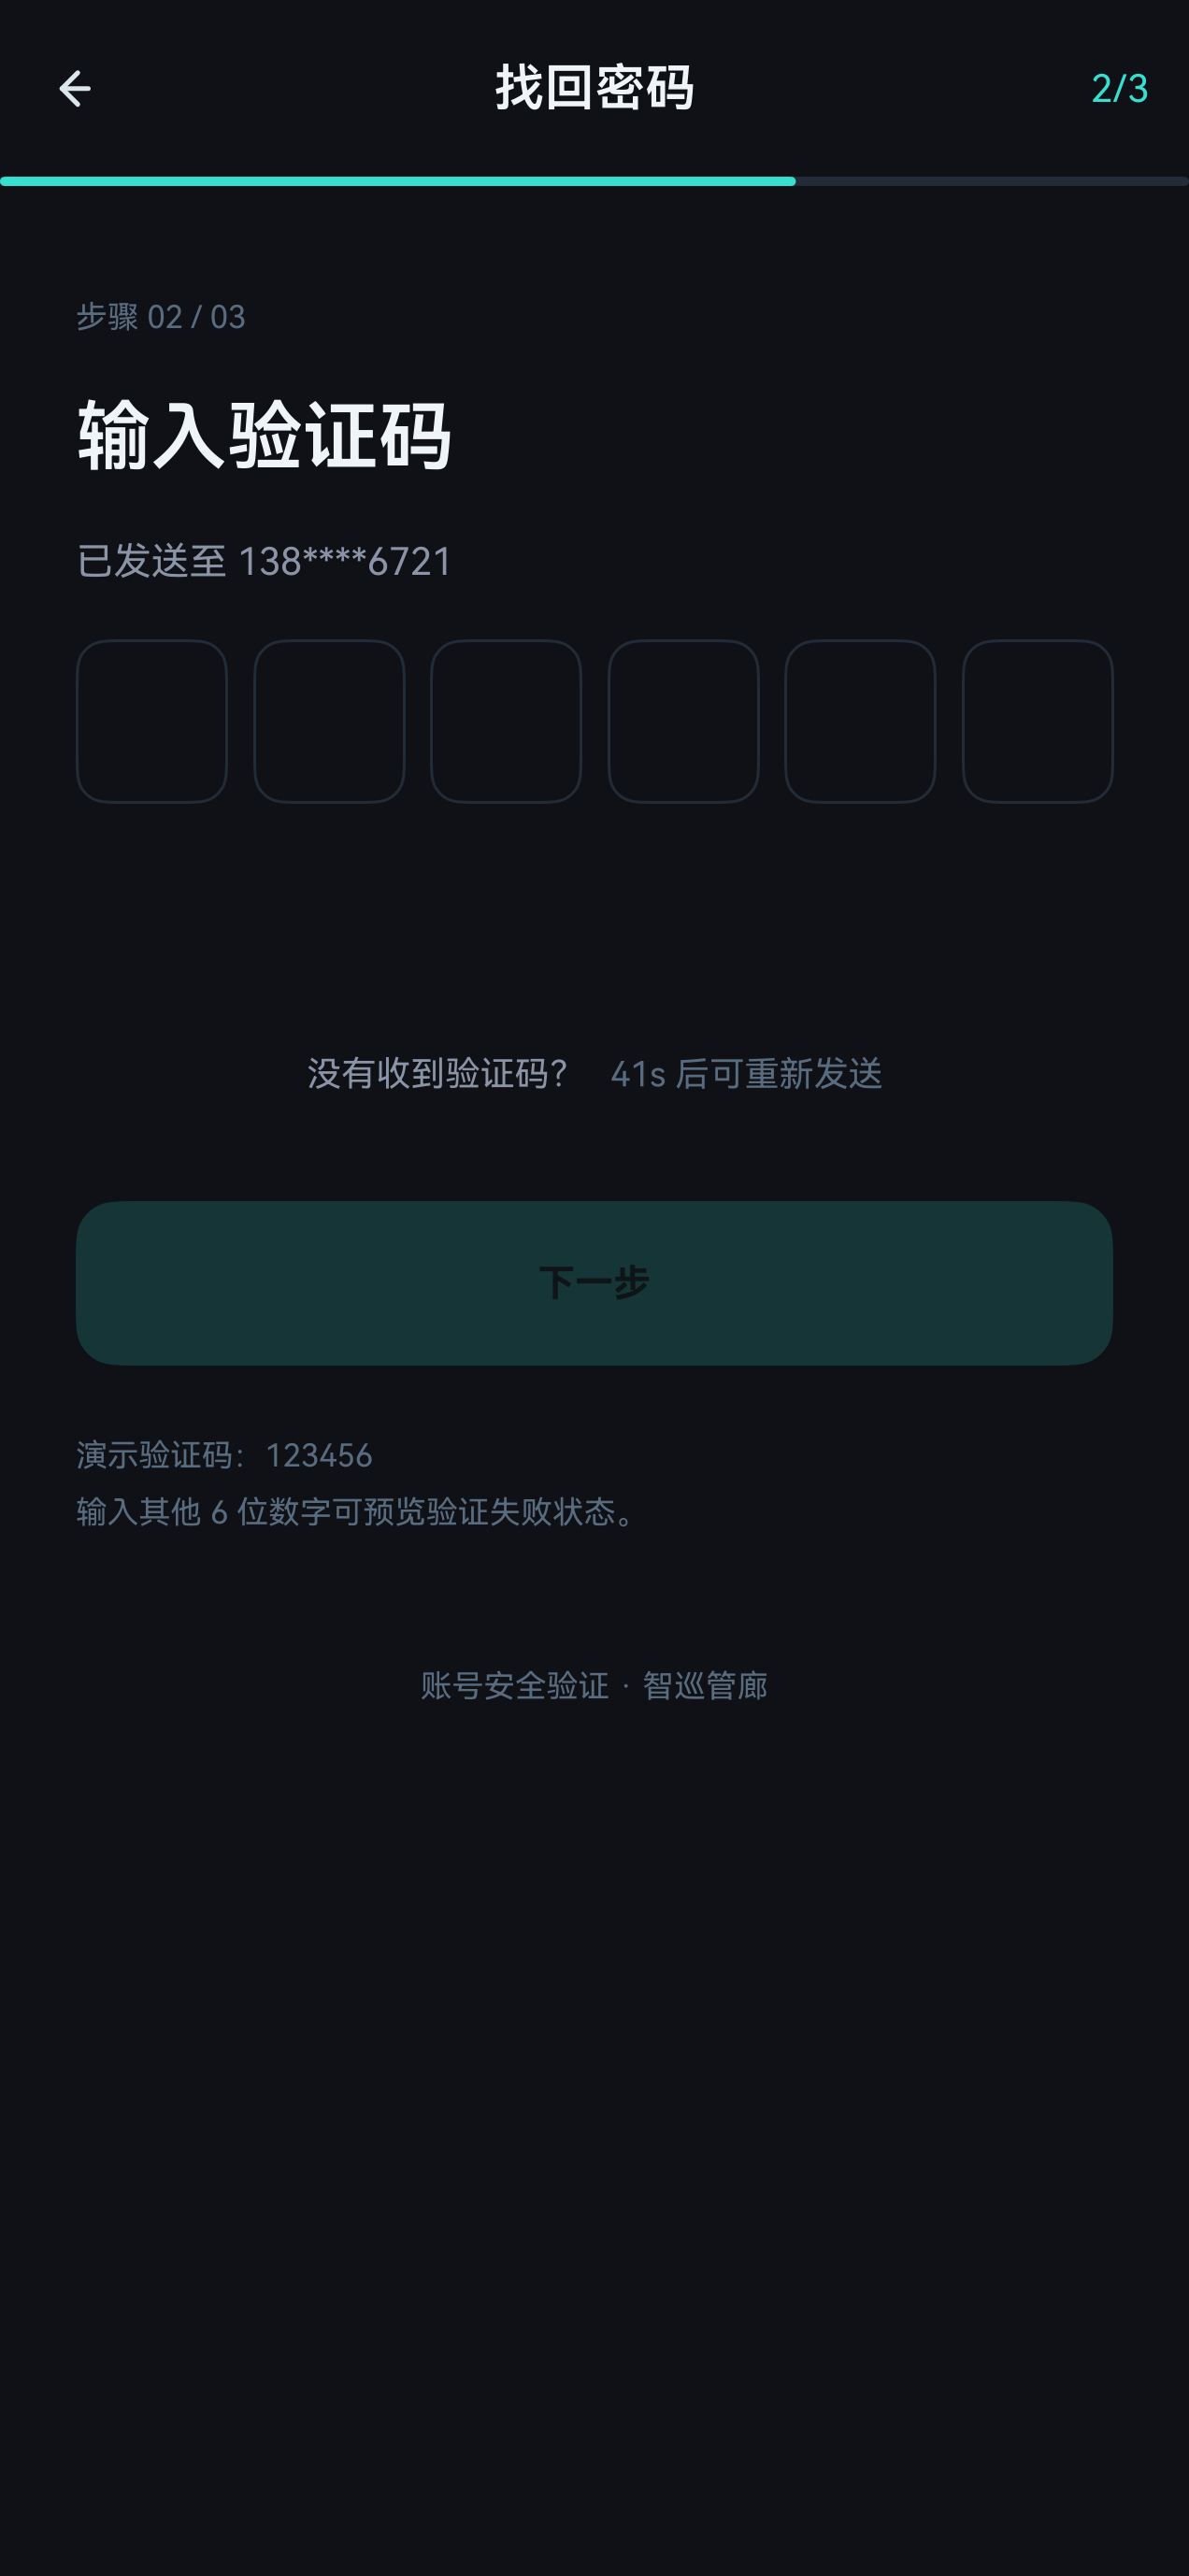 找回密码
2/3
步骤 02 / 03
输入验证码
已发送至 138****6721
没有收到验证码？ 41s 后可重新发送
下一步
演示验证码：123456
输入其他 6 位数字可预览验证失败状态。
账号安全验证 · 智巡管廊